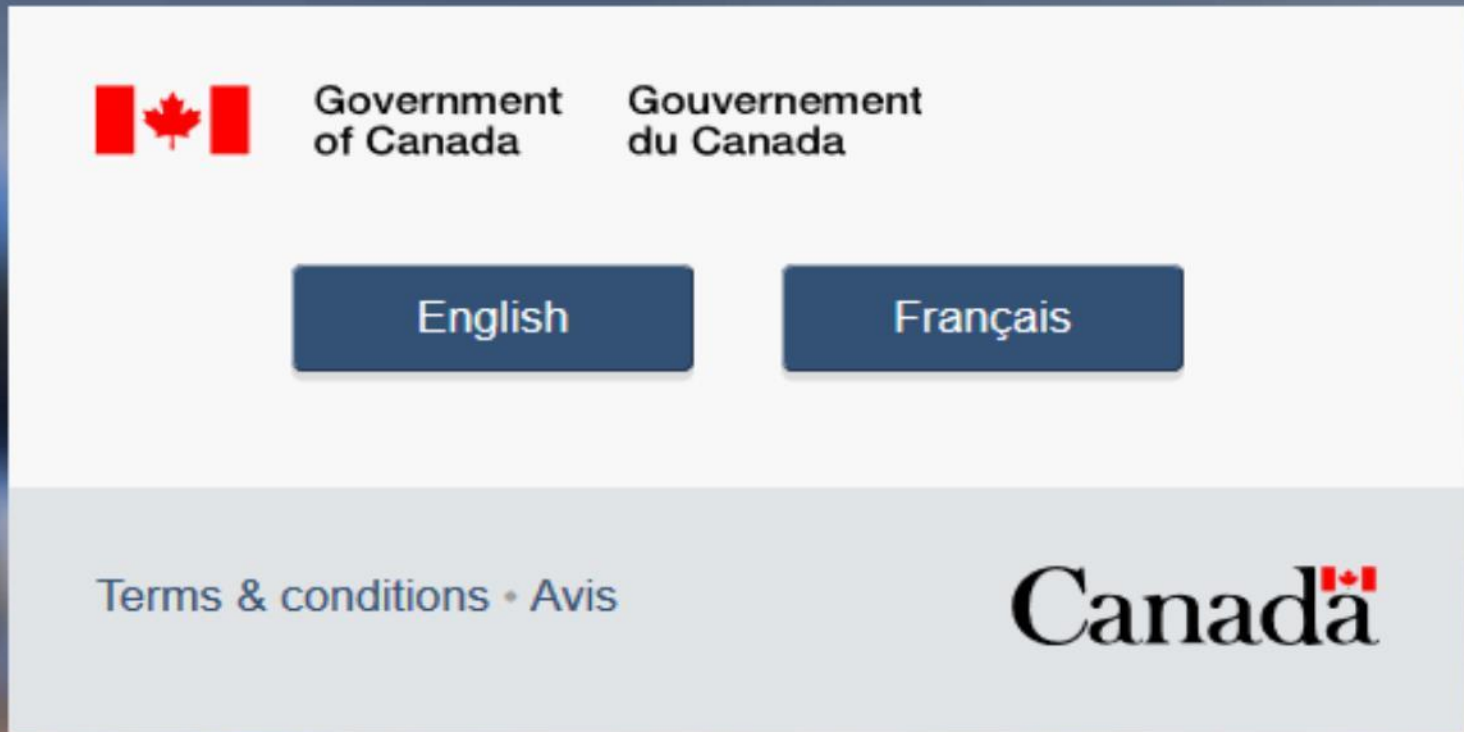 Government
of Canada
Gouvernement
du Canada
English
Français
Terms & conditions • Avis
Canada